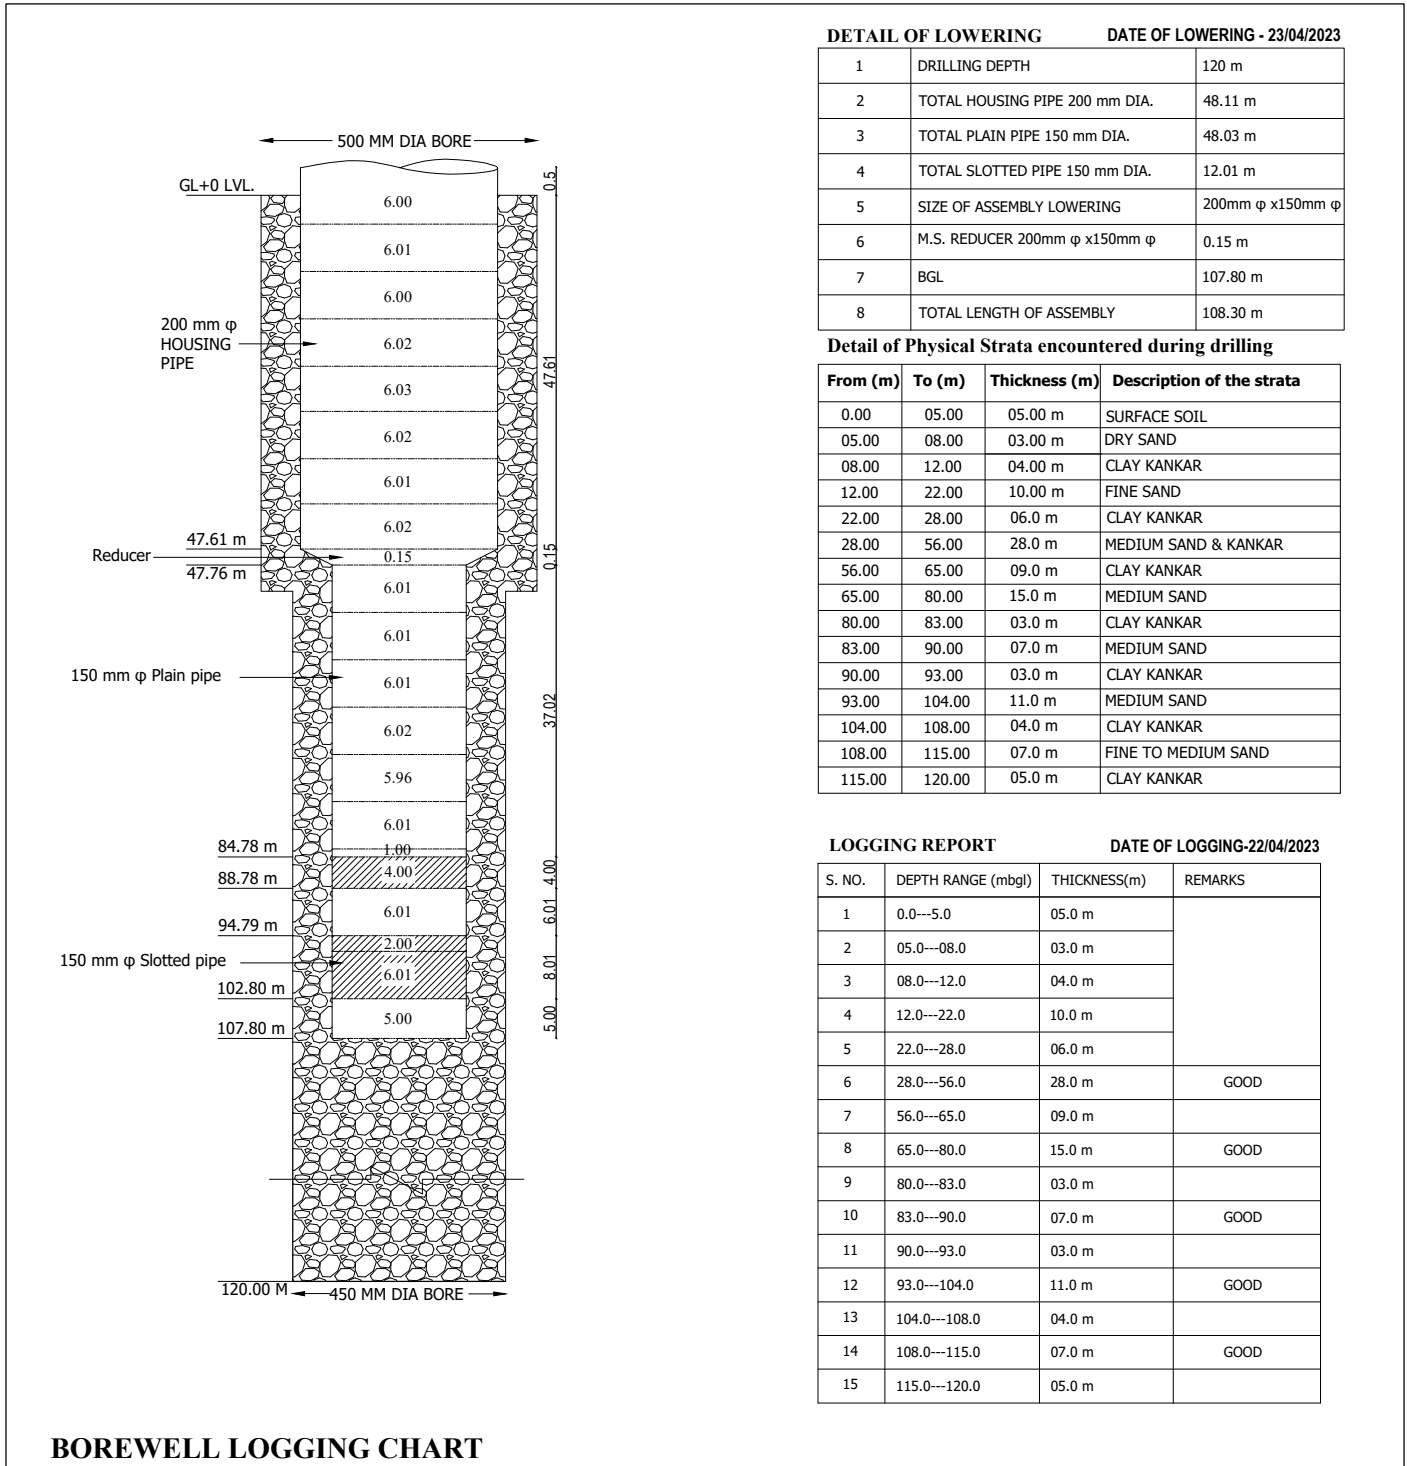 500 MM DIA BORE
0.5
GL+0 LVL.
6.00
6.01
6.00
200 mm φ
HOUSING
PIPE
6.02
47.61
6.03
6.02
6.01
6.02
47.61 m
Reducer
0.15
0.15
47.76 m
6.01
6.01
150 mm φ Plain pipe
6.01
37.02
6.02
5.96
6.01
84.78 m
1.00
4.00
4.00
88.78 m
6.01
6.01
94.79 m
2.00
150 mm φ Slotted pipe
6.01
8.01
102.80 m
5.00
5.00
107.80 m
120.00 M
450 MM DIA BORE
BOREWELL LOGGING CHART
DETAIL OF LOWERING DATE OF LOWERING - 23/04/2023
1 DRILLING DEPTH 120 m
2 TOTAL HOUSING PIPE 200 mm DIA. 48.11 m
3 TOTAL PLAIN PIPE 150 mm DIA. 48.03 m
4 TOTAL SLOTTED PIPE 150 mm DIA. 12.01 m
5 SIZE OF ASSEMBLY LOWERING 200mm φ x150mm φ
6 M.S. REDUCER 200mm φ x150mm φ 0.15 m
7 BGL 107.80 m
8 TOTAL LENGTH OF ASSEMBLY 108.30 m
Detail of Physical Strata encountered during drilling
From (m) To (m) Thickness (m) Description of the strata
0.00 05.00 05.00 m SURFACE SOIL
05.00 08.00 03.00 m DRY SAND
08.00 12.00 04.00 m CLAY KANKAR
12.00 22.00 10.00 m FINE SAND
22.00 28.00 06.0 m CLAY KANKAR
28.00 56.00 28.0 m MEDIUM SAND & KANKAR
56.00 65.00 09.0 m CLAY KANKAR
65.00 80.00 15.0 m MEDIUM SAND
80.00 83.00 03.0 m CLAY KANKAR
83.00 90.00 07.0 m MEDIUM SAND
90.00 93.00 03.0 m CLAY KANKAR
93.00 104.00 11.0 m MEDIUM SAND
104.00 108.00 04.0 m CLAY KANKAR
108.00 115.00 07.0 m FINE TO MEDIUM SAND
115.00 120.00 05.0 m CLAY KANKAR
LOGGING REPORT DATE OF LOGGING-22/04/2023
S. NO. DEPTH RANGE (mbgl) THICKNESS(m) REMARKS
1 0.0---5.0 05.0 m
2 05.0---08.0 03.0 m
3 08.0---12.0 04.0 m
4 12.0---22.0 10.0 m
5 22.0---28.0 06.0 m
6 28.0---56.0 28.0 m GOOD
7 56.0---65.0 09.0 m
8 65.0---80.0 15.0 m GOOD
9 80.0---83.0 03.0 m
10 83.0---90.0 07.0 m GOOD
11 90.0---93.0 03.0 m
12 93.0---104.0 11.0 m GOOD
13 104.0---108.0 04.0 m
14 108.0---115.0 07.0 m GOOD
15 115.0---120.0 05.0 m